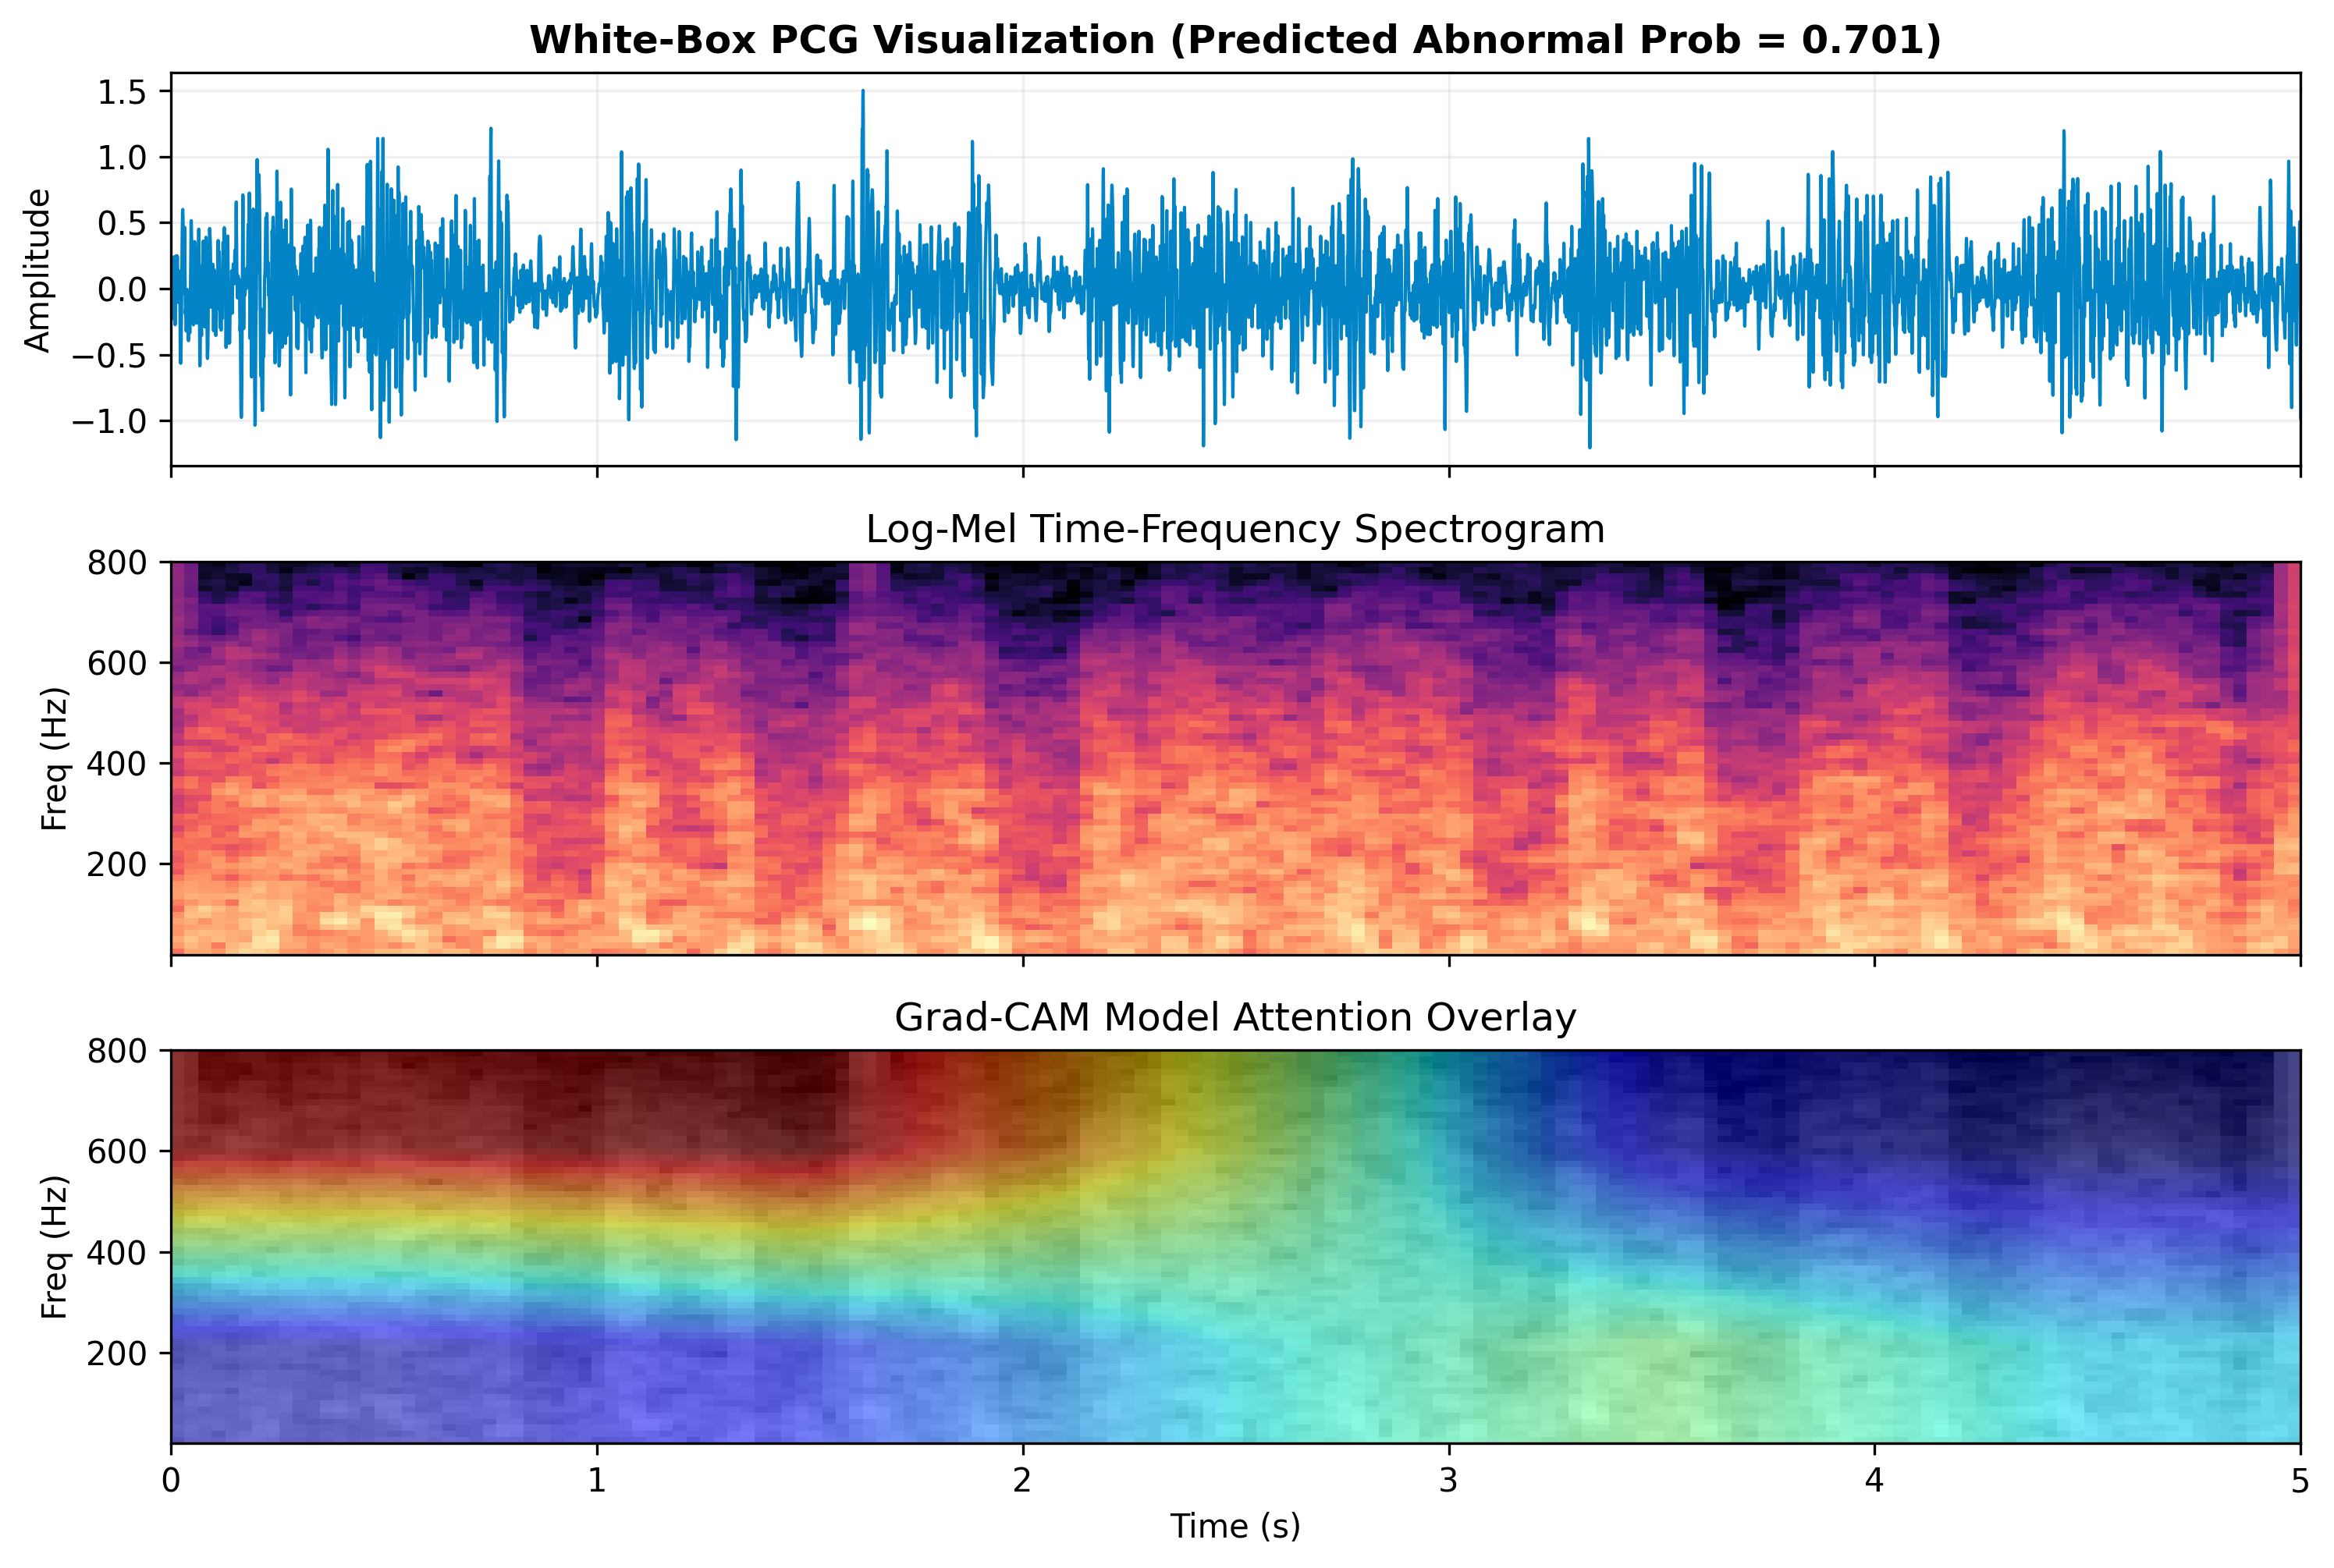 White-Box PCG Visualization (Predicted Abnormal Prob = 0.701)
1.5
1.0
0.5
0.0
−0.5
−1.0
Amplitude
Log-Mel Time-Frequency Spectrogram
800
600
400
200
Freq (Hz)
Grad-CAM Model Attention Overlay
800
600
400
200
Freq (Hz)
0 1 2 3 4 5
Time (s)